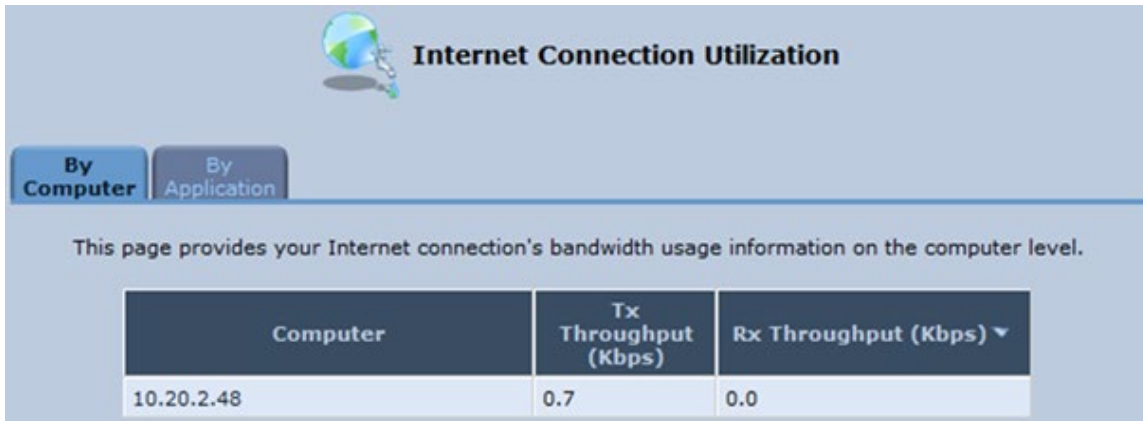 Internet Connection Utilization
By
Computer
By
Application
This page provides your Internet connection's bandwidth usage information on the computer level.
Computer
Tx
Throughput
(Kbps)
Rx Throughput (Kbps)
10.20.2.48
0.7
0.0